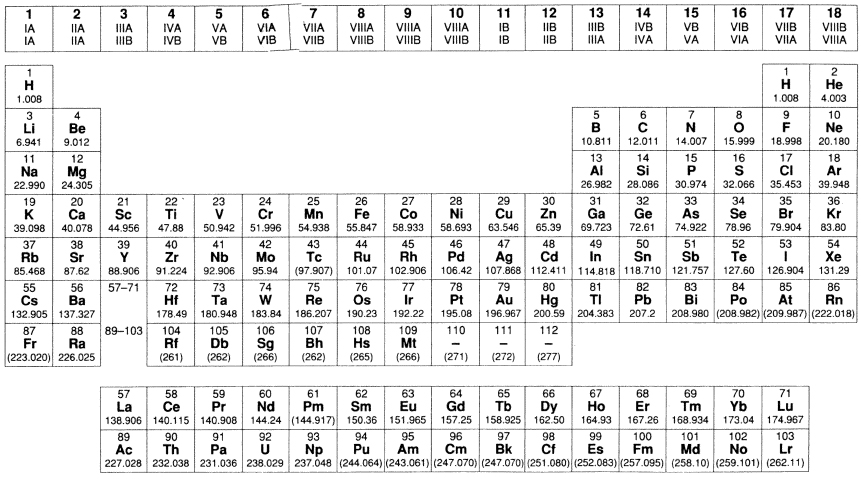 1 2 3 4 5 6 7 8 9 10 11 12 13 14 15 16 17 18
IA IIA IIIA IVA VA VIA VIIA VIIIA VIIIA VIIIA IB IIB IIIB IVB VB VIB VIIB VIIIB
IA IIA IIIB IVB VB VIB VIIB VIIIB VIIIB VIIIB IB IIB IIIA IVA VA VIA VIIA VIIIA
1 1 2
H H He
1.008 1.008 4.003
3 4 5 6 7 8 9 10
Li Be B C N O F Ne
6.941 9.012 10.811 12.011 14.007 15.999 18.998 20.180
11 12 13 14 15 16 17 18
Na Mg Al Si P S Cl Ar
22.990 24.305 26.982 28.086 30.974 32.066 35.453 39.948
19 20 21 22 23 24 25 26 27 28 29 30 31 32 33 34 35 36
K Ca Sc Ti V Cr Mn Fe Co Ni Cu Zn Ga Ge As Se Br Kr
39.098 40.078 44.956 47.88 50.942 51.996 54.938 55.847 58.933 58.693 63.546 65.39 69.723 72.61 74.922 78.96 79.904 83.80
37 38 39 40 41 42 43 44 45 46 47 48 49 50 51 52 53 54
Rb Sr Y Zr Nb Mo Tc Ru Rh Pd Ag Cd In Sn Sb Te I Xe
85.468 87.62 88.906 91.224 92.906 95.94 (97.907) 101.07 102.906 106.42 107.868 112.411 114.818 118.710 121.757 127.60 126.904 131.29
55 56 57–71 72 73 74 75 76 77 78 79 80 81 82 83 84 85 86
Cs Ba Hf Ta W Re Os Ir Pt Au Hg Tl Pb Bi Po At Rn
132.905 137.327 178.49 180.948 183.84 186.207 190.23 192.22 195.08 196.967 200.59 204.383 207.2 208.980 (208.982) (209.987) (222.018)
87 88 89–103 104 105 106 107 108 109 110 111 112
Fr Ra Rf Db Sg Bh Hs Mt – – –
(223.020) 226.025 (261) (262) (266) (262) (265) (266) (271) (272) (277)
57 58 59 60 61 62 63 64 65 66 67 68 69 70 71
La Ce Pr Nd Pm Sm Eu Gd Tb Dy Ho Er Tm Yb Lu
138.906 140.115 140.908 144.24 (144.917) 150.36 151.965 157.25 158.925 162.50 164.93 167.26 168.934 173.04 174.967
89 90 91 92 93 94 95 96 97 98 99 100 101 102 103
Ac Th Pa U Np Pu Am Cm Bk Cf Es Fm Md No Lr
227.028 232.038 231.036 238.029 237.048 (244.064) (243.061) (247.070) (247.070) (251.080) (252.083) (257.095) (258.10) (259.101) (262.11)